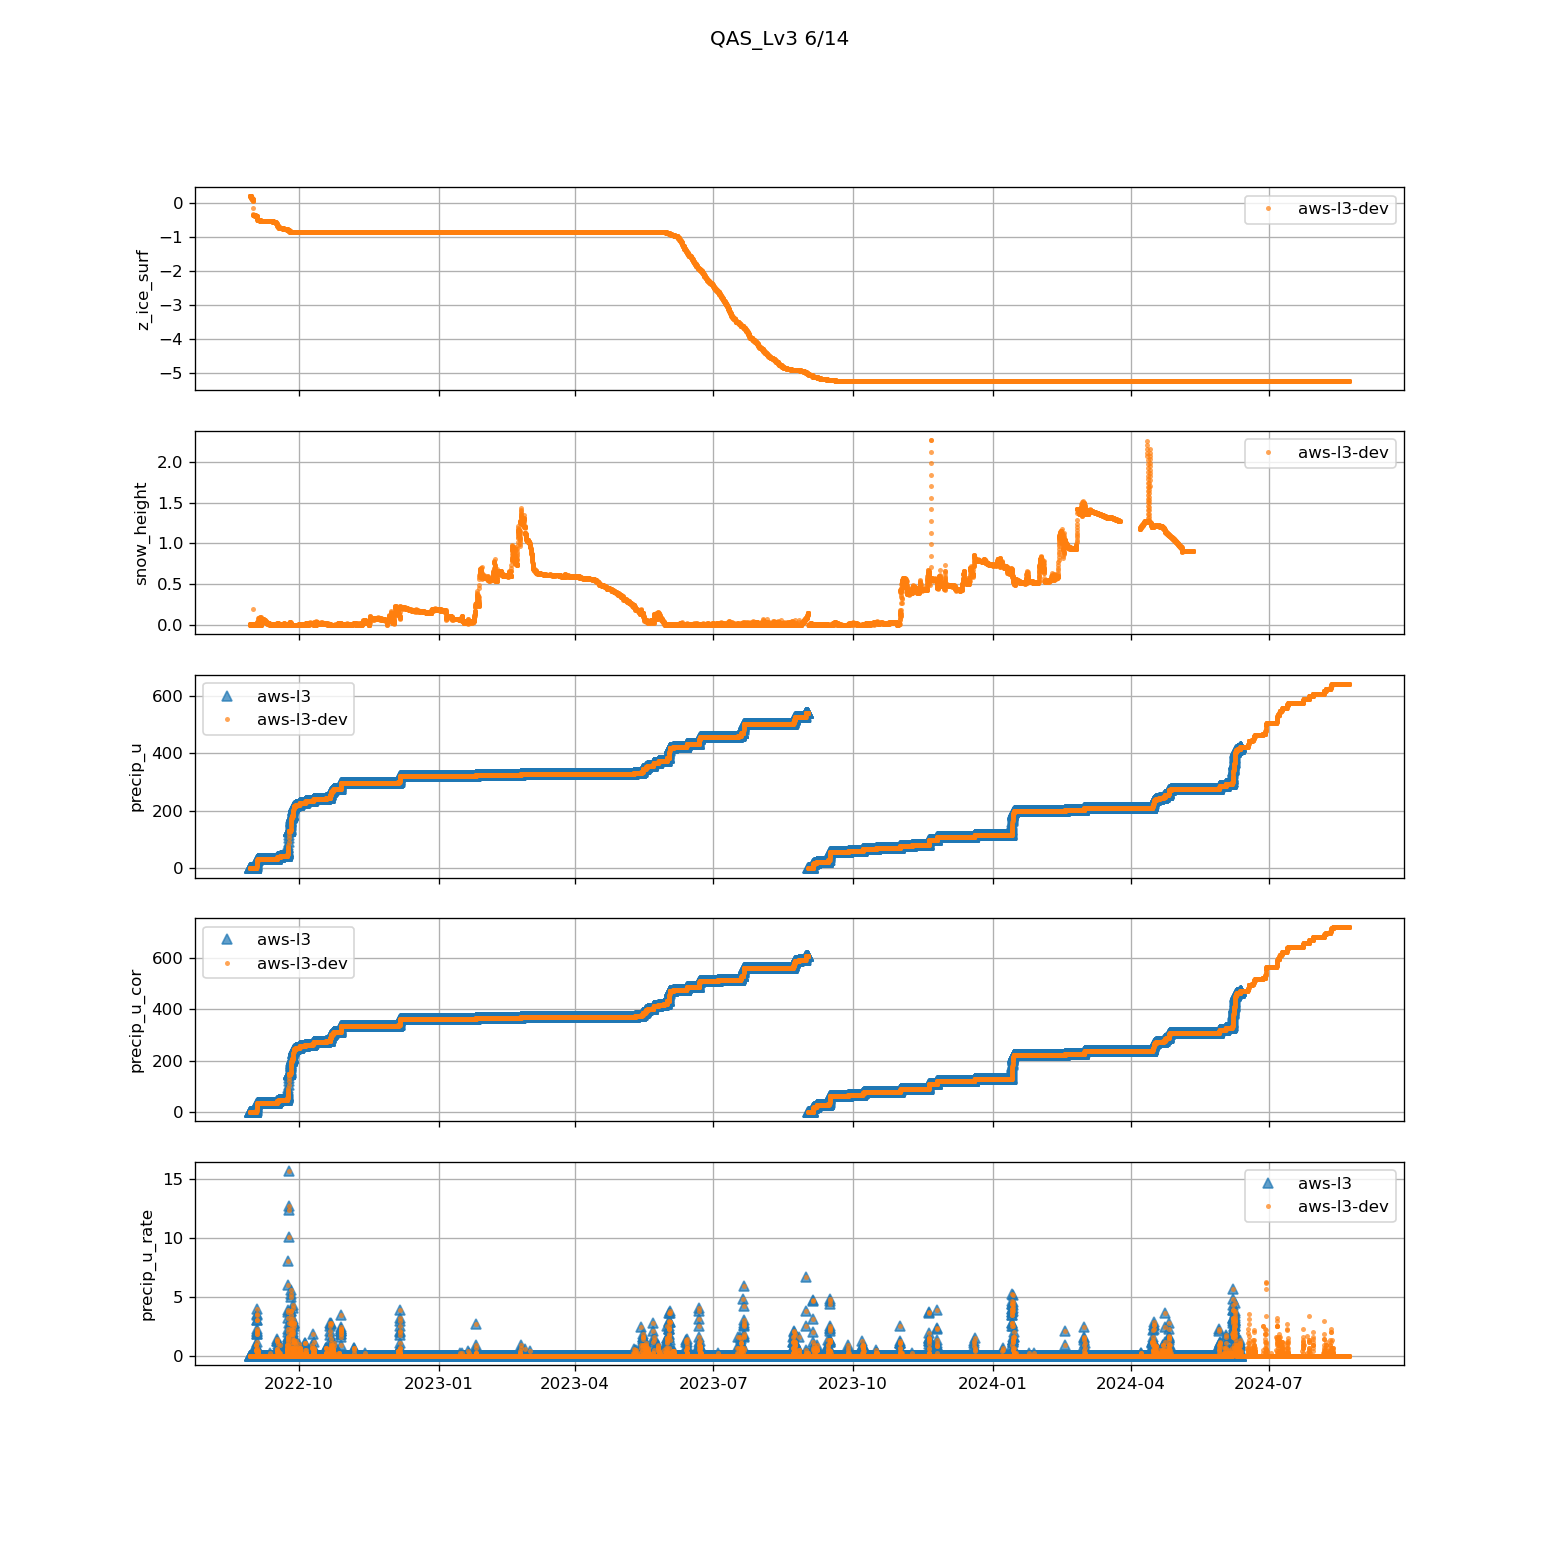 QAS_Lv3 6/14
0
−1
−2
−3
−4
−5
z_ice_surf
aws-l3-dev
2.0
1.5
1.0
0.5
0.0
snow_height
aws-l3-dev
600
400
200
0
precip_u
aws-l3
aws-l3-dev
600
400
200
0
precip_u_cor
aws-l3
aws-l3-dev
15
10
5
0
precip_u_rate
aws-l3
aws-l3-dev
2022-10 2023-01 2023-04 2023-07 2023-10 2024-01 2024-04 2024-07